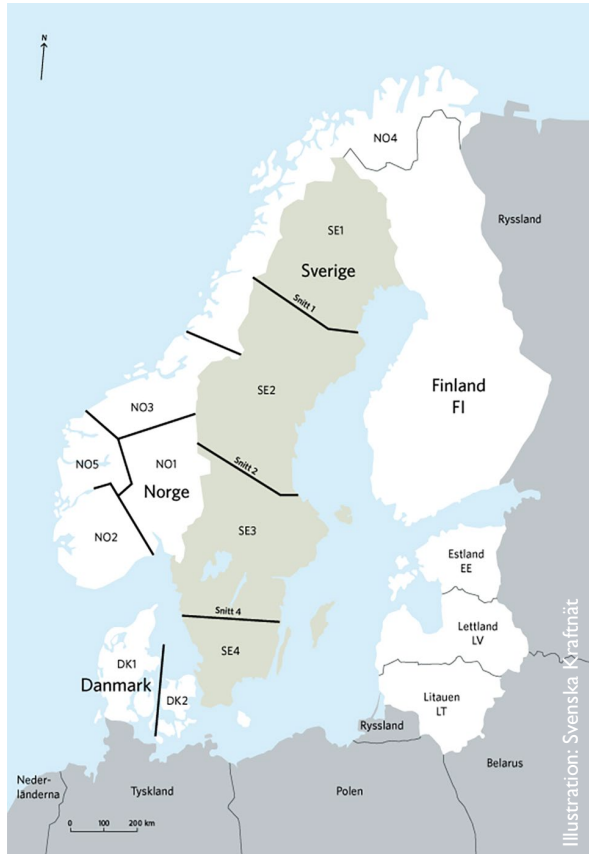 N
NO4
Ryssland
SE1
Sverige
Snitt 1
SE2
Finland
FI
NO3
NO5
NO1
Snitt 2
Norge
NO2
SE3
Estland
EE
Snitt 4
Lettland
LV
SE4
DK1
Danmark
DK2
Litauen
LT
Ryssland
Belarus
Neder-
länderna
Tyskland
Polen
0 100 200 km
Illustration: Svenska Kraftnät